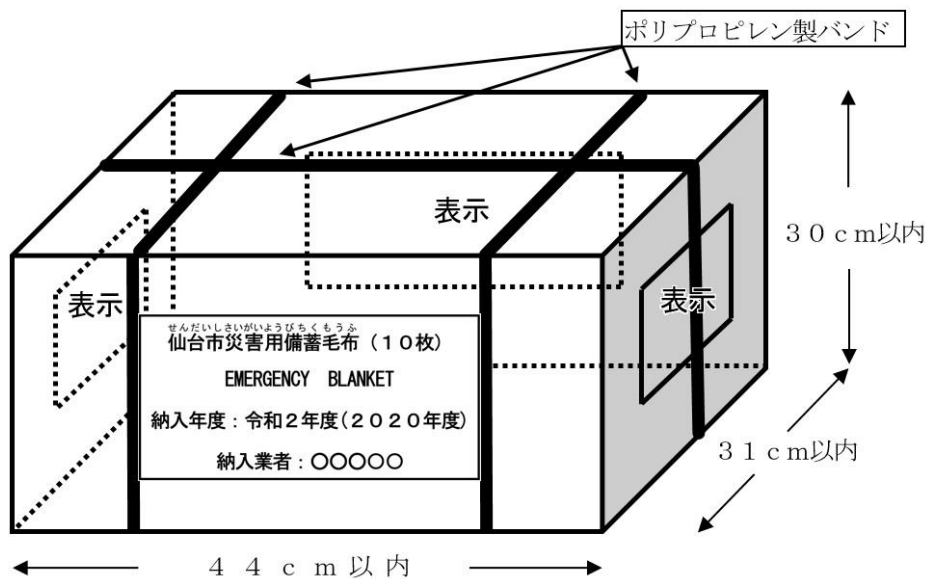 ポリプロピレン製バンド
表示
３０ｃｍ以内
表示
表示
せんだいしさいがいようびちくもうふ
仙台市災害用備蓄毛布（１０枚）
EMERGENCY BLANKET
納入年度：令和２年度（２０２０年度）
納入業者：〇〇〇〇〇
３１ｃｍ以内
４４ｃｍ以内